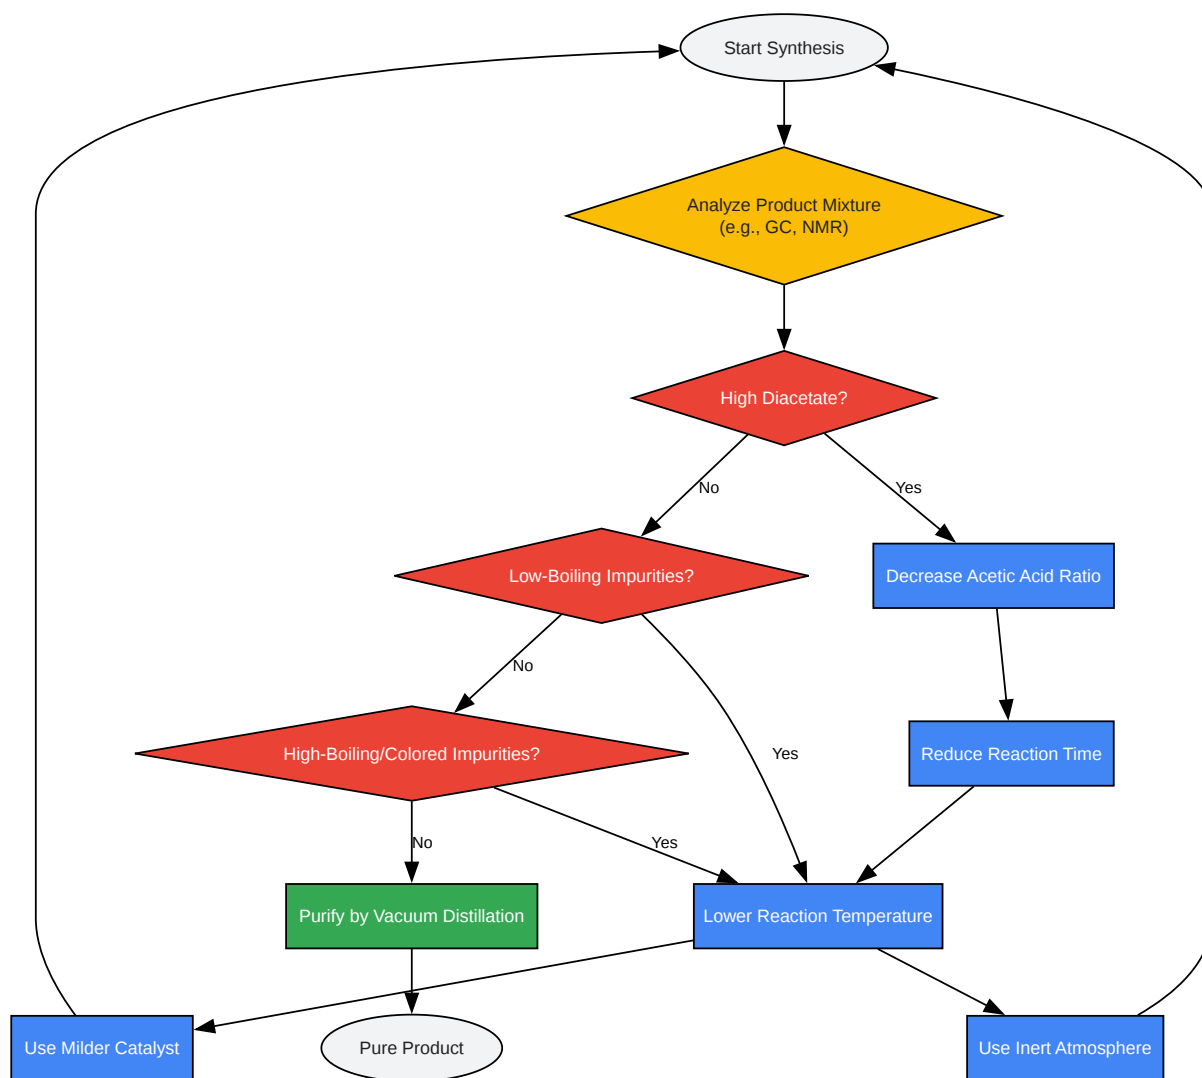 Start Synthesis
Analyze Product Mixture
(e.g., GC, NMR)
High Diacetate?
No
Yes
Low-Boiling Impurities?
Decrease Acetic Acid Ratio
No
High-Boiling/Colored Impurities?
Yes
Reduce Reaction Time
No
Yes
Purify by Vacuum Distillation
Lower Reaction Temperature
Use Milder Catalyst
Pure Product
Use Inert Atmosphere